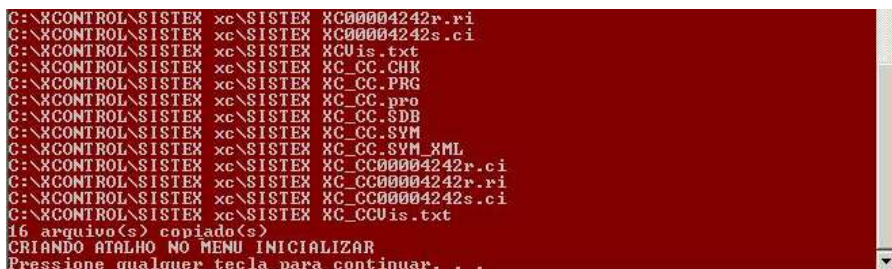 C:\XCONTROL\SISTEX xc\SISTEX XC00004242r.ri
C:\XCONTROL\SISTEX xc\SISTEX XC00004242s.ci
C:\XCONTROL\SISTEX xc\SISTEX XCVis.txt
C:\XCONTROL\SISTEX xc\SISTEX XC_CC.CHK
C:\XCONTROL\SISTEX xc\SISTEX XC_CC.PRG
C:\XCONTROL\SISTEX xc\SISTEX XC_CC.pro
C:\XCONTROL\SISTEX xc\SISTEX XC_CC.SDB
C:\XCONTROL\SISTEX xc\SISTEX XC_CC.SYM
C:\XCONTROL\SISTEX xc\SISTEX XC_CC.SYM_XML
C:\XCONTROL\SISTEX xc\SISTEX XC_CC00004242r.ci
C:\XCONTROL\SISTEX xc\SISTEX XC_CC00004242r.ri
C:\XCONTROL\SISTEX xc\SISTEX XC_CC00004242s.ci
C:\XCONTROL\SISTEX xc\SISTEX XC_CCVis.txt
16 arquivo(s) copiado(s)
CRIANDO ATALHO NO MENU INICIALIZAR
Pressione qualquer tecla para continuar. . .